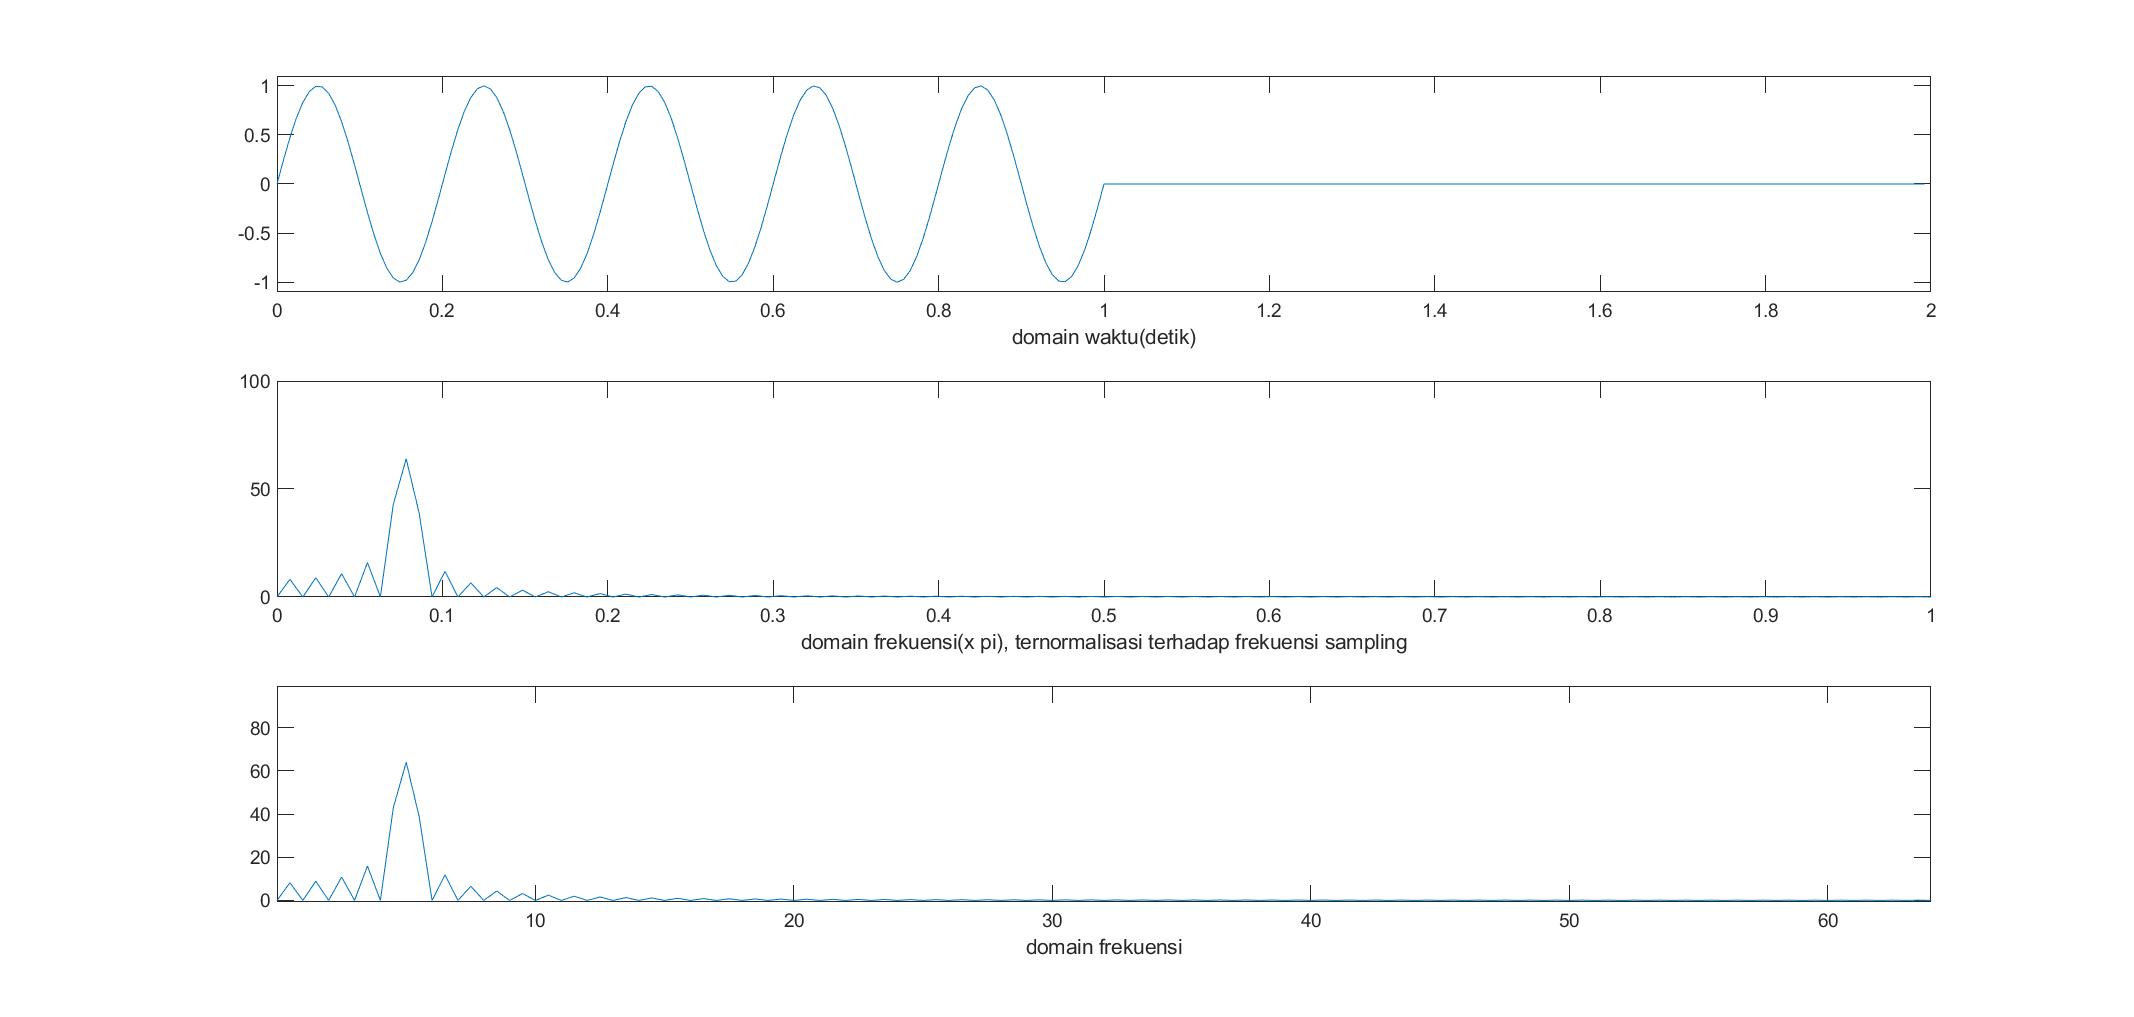 1
0.5
0
-0.5
-1
0 0.2 0.4 0.6 0.8 1 1.2 1.4 1.6 1.8 2
domain waktu(detik)
100
50
0
0 0.1 0.2 0.3 0.4 0.5 0.6 0.7 0.8 0.9 1
domain frekuensi(x pi), ternormalisasi terhadap frekuensi sampling
80
60
40
20
0
10 20 30 40 50 60
domain frekuensi